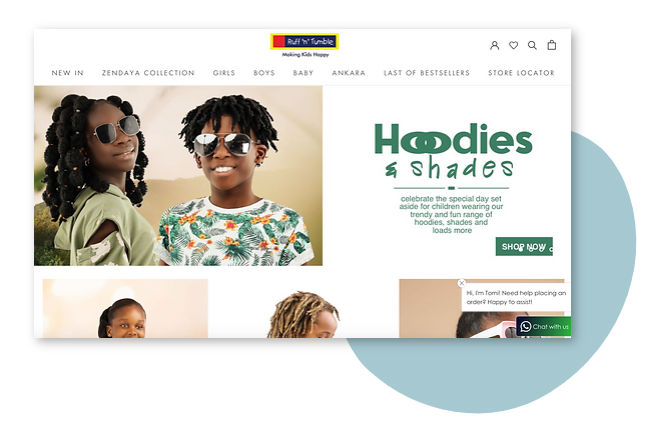 Ruff 'n' Tumble
Making Kids Happy
NEW IN ZENDAYA COLLECTION GIRLS BOYS BABY ANKARA LAST OF BESTSELLERS STORE LOCATOR
Hoodies
& shades
celebrate the special day set
aside for children wearing our
trendy and fun range of
hoodies, shades and
loads more
SHOP NOW
Hi, I'm Tomi! Need help placing an
order? Happy to assist!
Chat with us